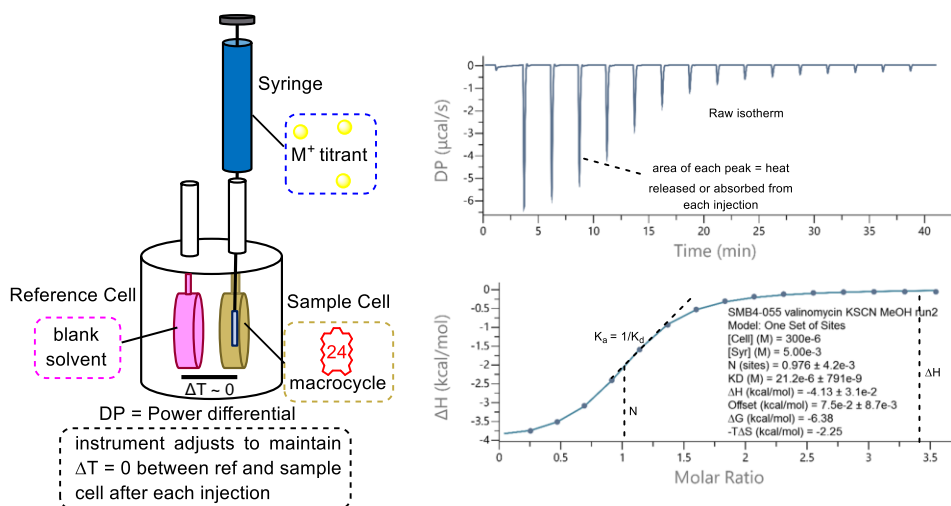 Syringe
M⁺ titrant
Reference Cell
blank
solvent
Sample Cell
24
macrocycle
ΔT ~ 0
DP = Power differential
instrument adjusts to maintain
ΔT = 0 between ref and sample
cell after each injection
DP (µcal/s)
0
-1
-2
-3
-4
-5
-6
Raw isotherm
area of each peak = heat
released or absorbed from
each injection
0 5 10 15 20 25 30 35 40
Time (min)
ΔH (kcal/mol)
-0
-0.5
-1
-1.5
-2
-2.5
-3
-3.5
-4
Kₐ = 1/K_d
N
SMB4-055 valinomycin KSCN MeOH run2
Model: One Set of Sites
[Cell] (M) = 300e-6
[Syr] (M) = 5.00e-3
N (sites) = 0.976 ± 4.2e-3
KD (M) = 21.2e-6 ± 791e-9
ΔH (kcal/mol) = -4.13 ± 3.1e-2
Offset (kcal/mol) = 7.5e-2 ± 8.7e-3
ΔG (kcal/mol) = -6.38
-TΔS (kcal/mol) = -2.25
ΔH
0 0.5 1 1.5 2 2.5 3 3.5
Molar Ratio